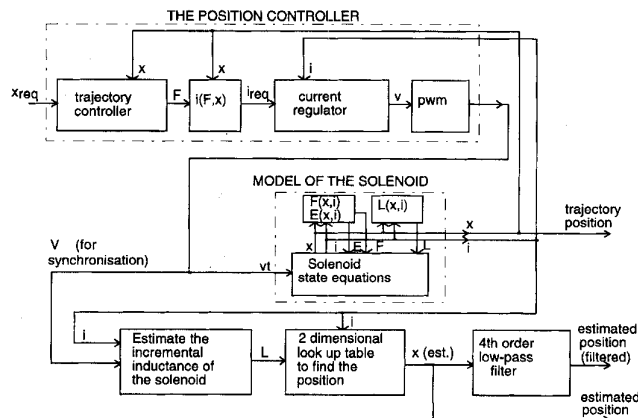 THE POSITION CONTROLLER
x
x
i
xreq
trajectory
controller
F
i(F,x)
ireq
current
regulator
v
pwm
MODEL OF THE SOLENOID
F(x,i)
E(x,i)
L(x,i)
x
i
trajectory
position
x
i
E
F
L
V (for
synchronisation)
vt
Solenoid
state equations
i
i
Estimate the
incremental
inductance of
the solenoid
L
2 dimensional
look up table
to find the
position
x (est.)
4th order
low-pass
filter
estimated
position
(filtered)
estimated
position